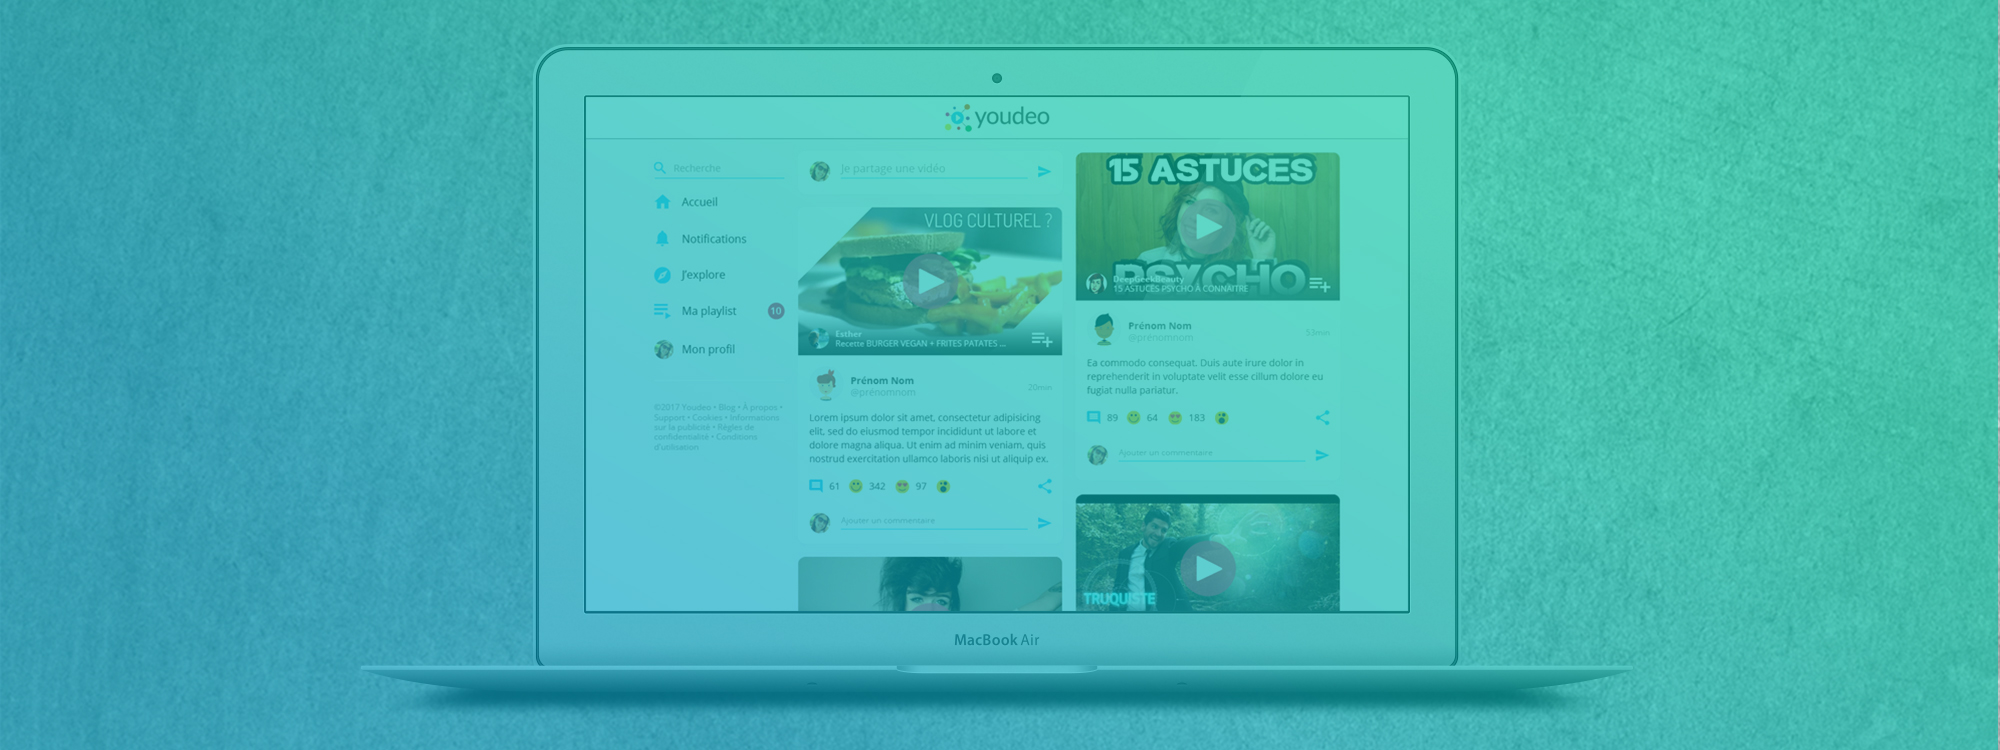 youdeo
Recherche
Accueil
Notifications
J'explore
Ma playlist
10
Mon profil
©2017 Youdeo • Blog • À propos •
Support • Cookies • Informations
sur la publicité • Règles de
confidentialité • Conditions
d'utilisation
Je partage une vidéo
VLOG CULTUREL ?
Esther
Recette BURGER VEGAN + FRITES PATATES ...
Prénom Nom
20min
@prenomnom
Lorem ipsum dolor sit amet, consectetur adipisicing
elit, sed do eiusmod tempor incididunt ut labore et
dolore magna aliqua. Ut enim ad minim veniam, quis
nostrud exercitation ullamco laboris nisi ut aliquip ex.
61 342 97
Ajouter un commentaire
15 ASTUCES
PSYCHO
DeepGeekBeauty
15 ASTUCES PSYCHO À CONNAITRE
Prénom Nom
53min
@prenomnom
Ea commodo consequat. Duis aute irure dolor in
reprehenderit in voluptate velit esse cillum dolore eu
fugiat nulla pariatur.
89 64 183
Ajouter un commentaire
TRUQUISTE
MacBook Air